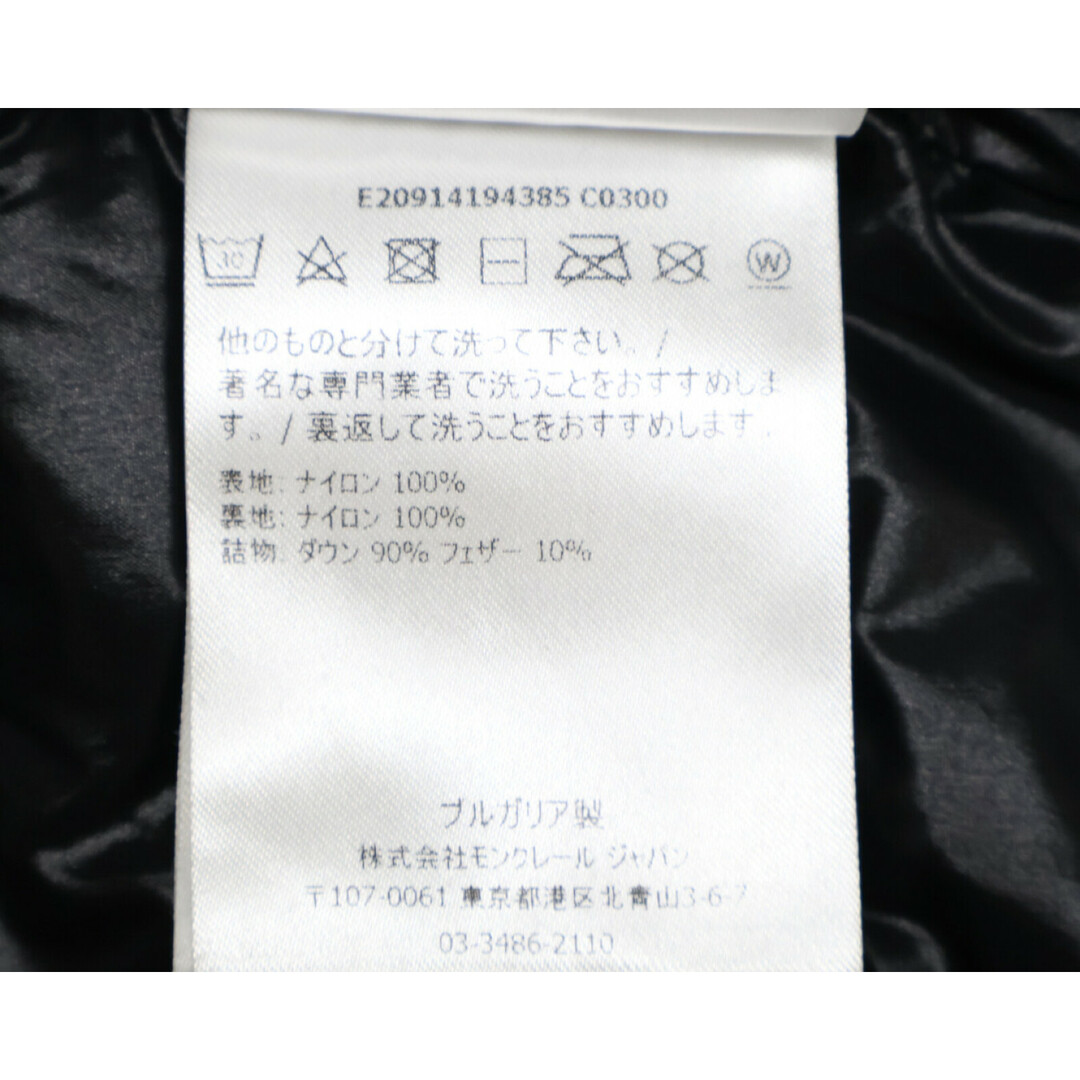 E20914194385 C0300
30
W
他のものと分けて洗って下さい。/
著名な専門業者で洗うことをおすすめしま
す。/ 裏返して洗うことをおすすめします.
表地: ナイロン 100%
裏地: ナイロン 100%
詰物: ダウン 90% フェザー 10%
ブルガリア製
株式会社モンクレール ジャパン
〒107-0061 東京都港区北青山3-6-7
03-3486-2110